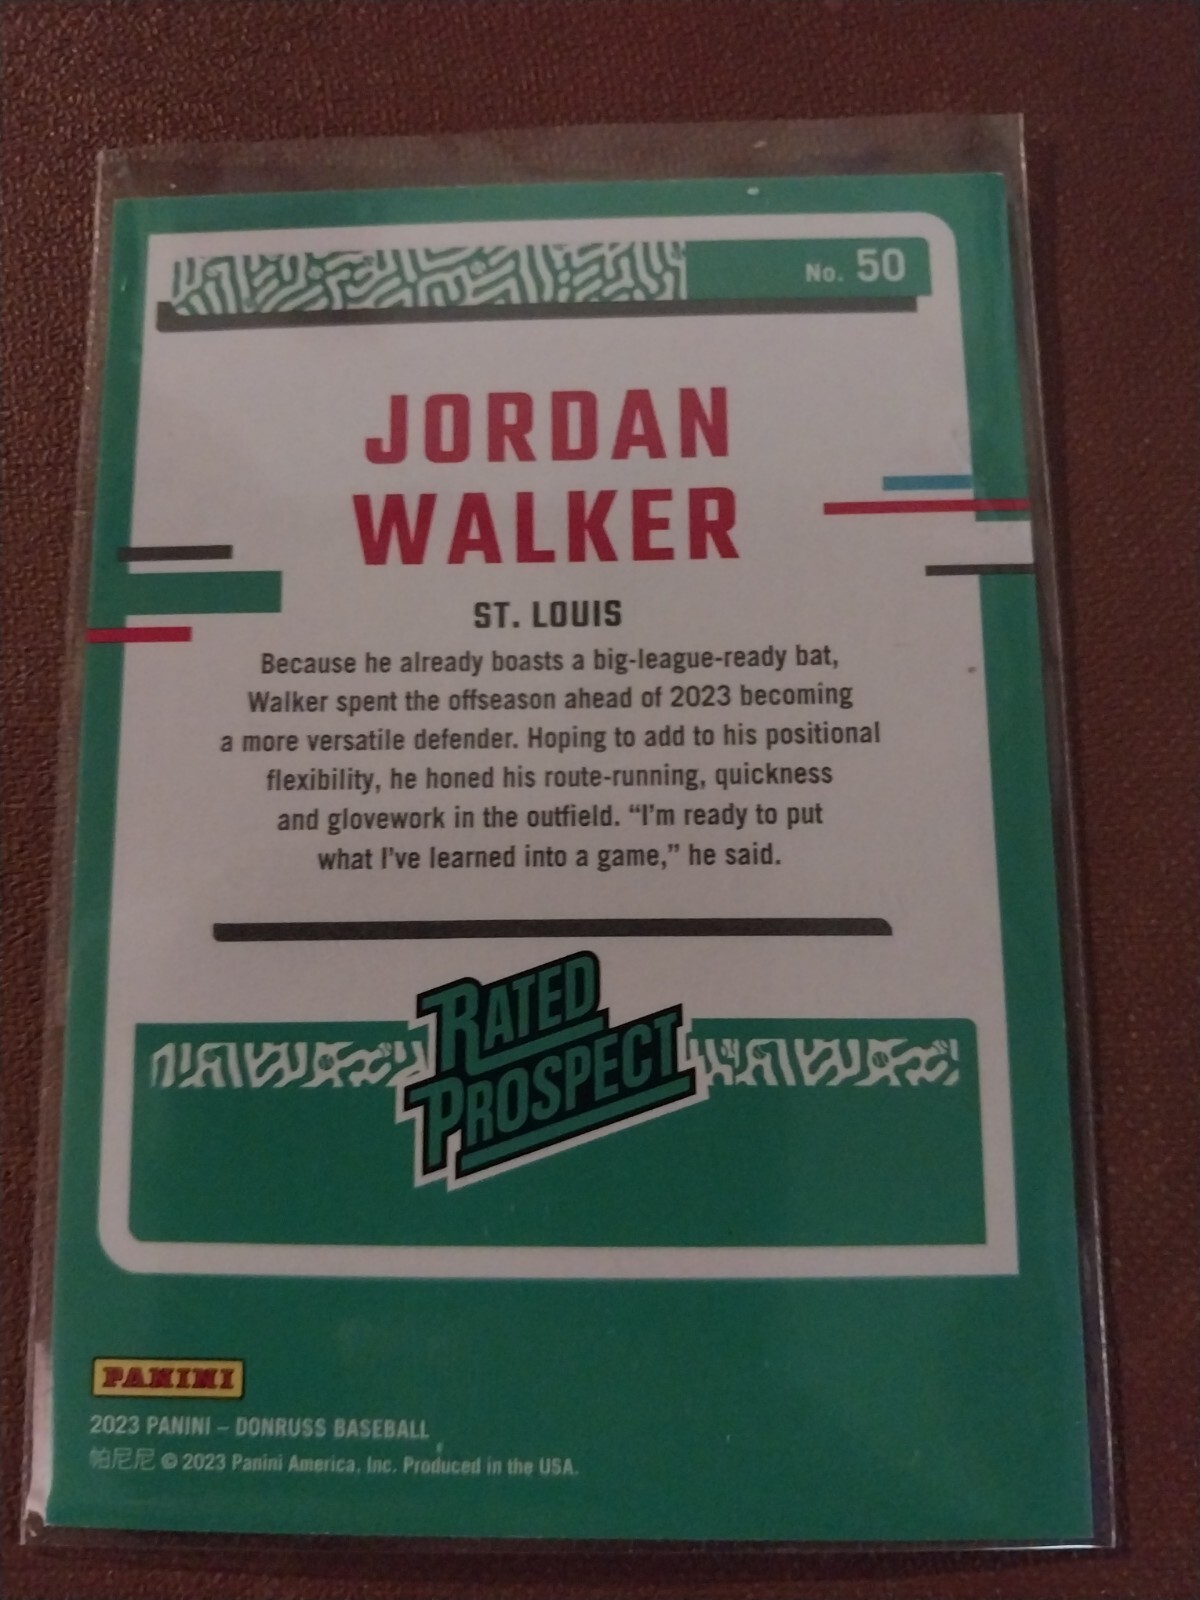 No. 50
JORDAN
WALKER
ST. LOUIS
Because he already boasts a big-league-ready bat,
Walker spent the offseason ahead of 2023 becoming
a more versatile defender. Hoping to add to his positional
flexibility, he honed his route-running, quickness
and glovework in the outfield. “I’m ready to put
what I’ve learned into a game,” he said.
RATED
PROSPECT
PANINI
2023 PANINI – DONRUSS BASEBALL
帕尼尼 © 2023 Panini America, Inc. Produced in the USA.